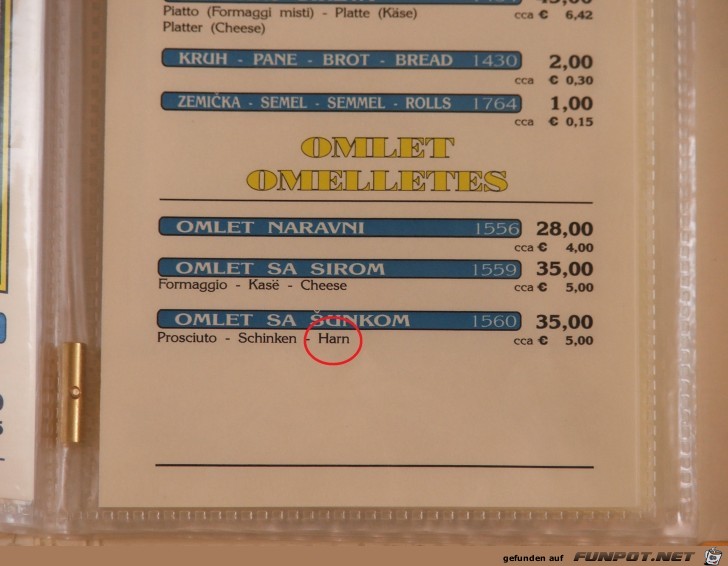 Piatto (Formaggi misti) - Platte (Käse)
cca € 6,42
Platter (Cheese)
KRUH - PANE - BROT - BREAD 1430 2,00
cca € 0,30
ZEMIČKA - SEMEL - SEMMEL - ROLLS 1764 1,00
cca € 0,15
OMLET
OMELLETES
OMLET NARAVNI 1556 28,00
cca € 4,00
OMLET SA SIROM 1559 35,00
Formaggio - Kasë - Cheese cca € 5,00
OMLET SA ŠUNKOM 1560 35,00
Prosciuto - Schinken - Harn cca € 5,00
gefunden auf FUNPOT.NET